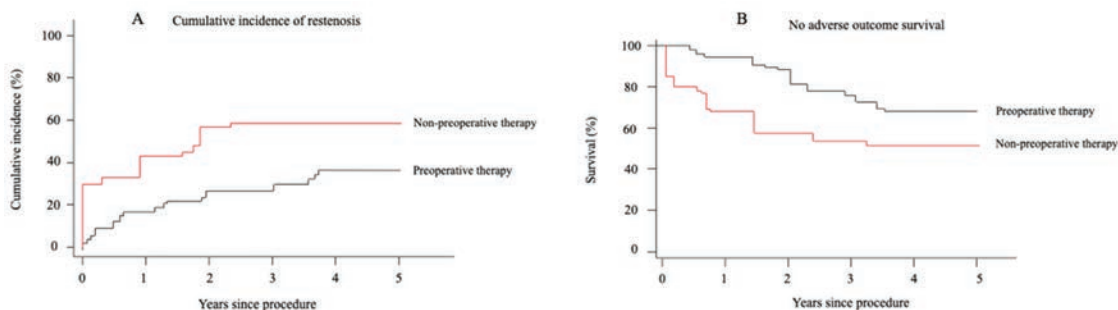 A Cumulative incidence of restenosis
Cumulative incidence (%)
100
80
60
40
20
0
Non-preoperative therapy
Preoperative therapy
0 1 2 3 4 5
Years since procedure
B No adverse outcome survival
Survival (%)
100
80
60
40
20
0
Preoperative therapy
Non-preoperative therapy
0 1 2 3 4 5
Years since procedure